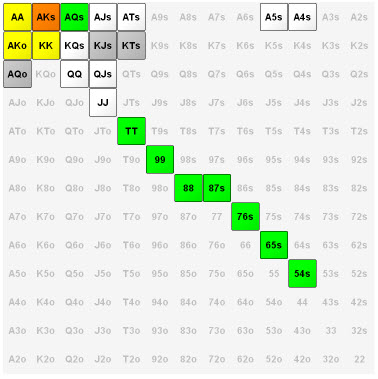 AA AKs AQs AJs ATs A9s A8s A7s A6s A5s A4s A3s A2s
AKo KK KQs KJs KTs K9s K8s K7s K6s K5s K4s K3s K2s
AQo KQo QQ QJs QTs Q9s Q8s Q7s Q6s Q5s Q4s Q3s Q2s
AJo KJo QJo JJ JTs J9s J8s J7s J6s J5s J4s J3s J2s
ATo KTo QTo JTo TT T9s T8s T7s T6s T5s T4s T3s T2s
A9o K9o Q9o J9o T9o 99 98s 97s 96s 95s 94s 93s 92s
A8o K8o Q8o J8o T8o 98o 88 87s 86s 85s 84s 83s 82s
A7o K7o Q7o J7o T7o 97o 87o 77 76s 75s 74s 73s 72s
A6o K6o Q6o J6o T6o 96o 86o 76o 66 65s 64s 63s 62s
A5o K5o Q5o J5o T5o 95o 85o 75o 65o 55 54s 53s 52s
A4o K4o Q4o J4o T4o 94o 84o 74o 64o 54o 44 43s 42s
A3o K3o Q3o J3o T3o 93o 83o 73o 63o 53o 43o 33 32s
A2o K2o Q2o J2o T2o 92o 82o 72o 62o 52o 42o 32o 22